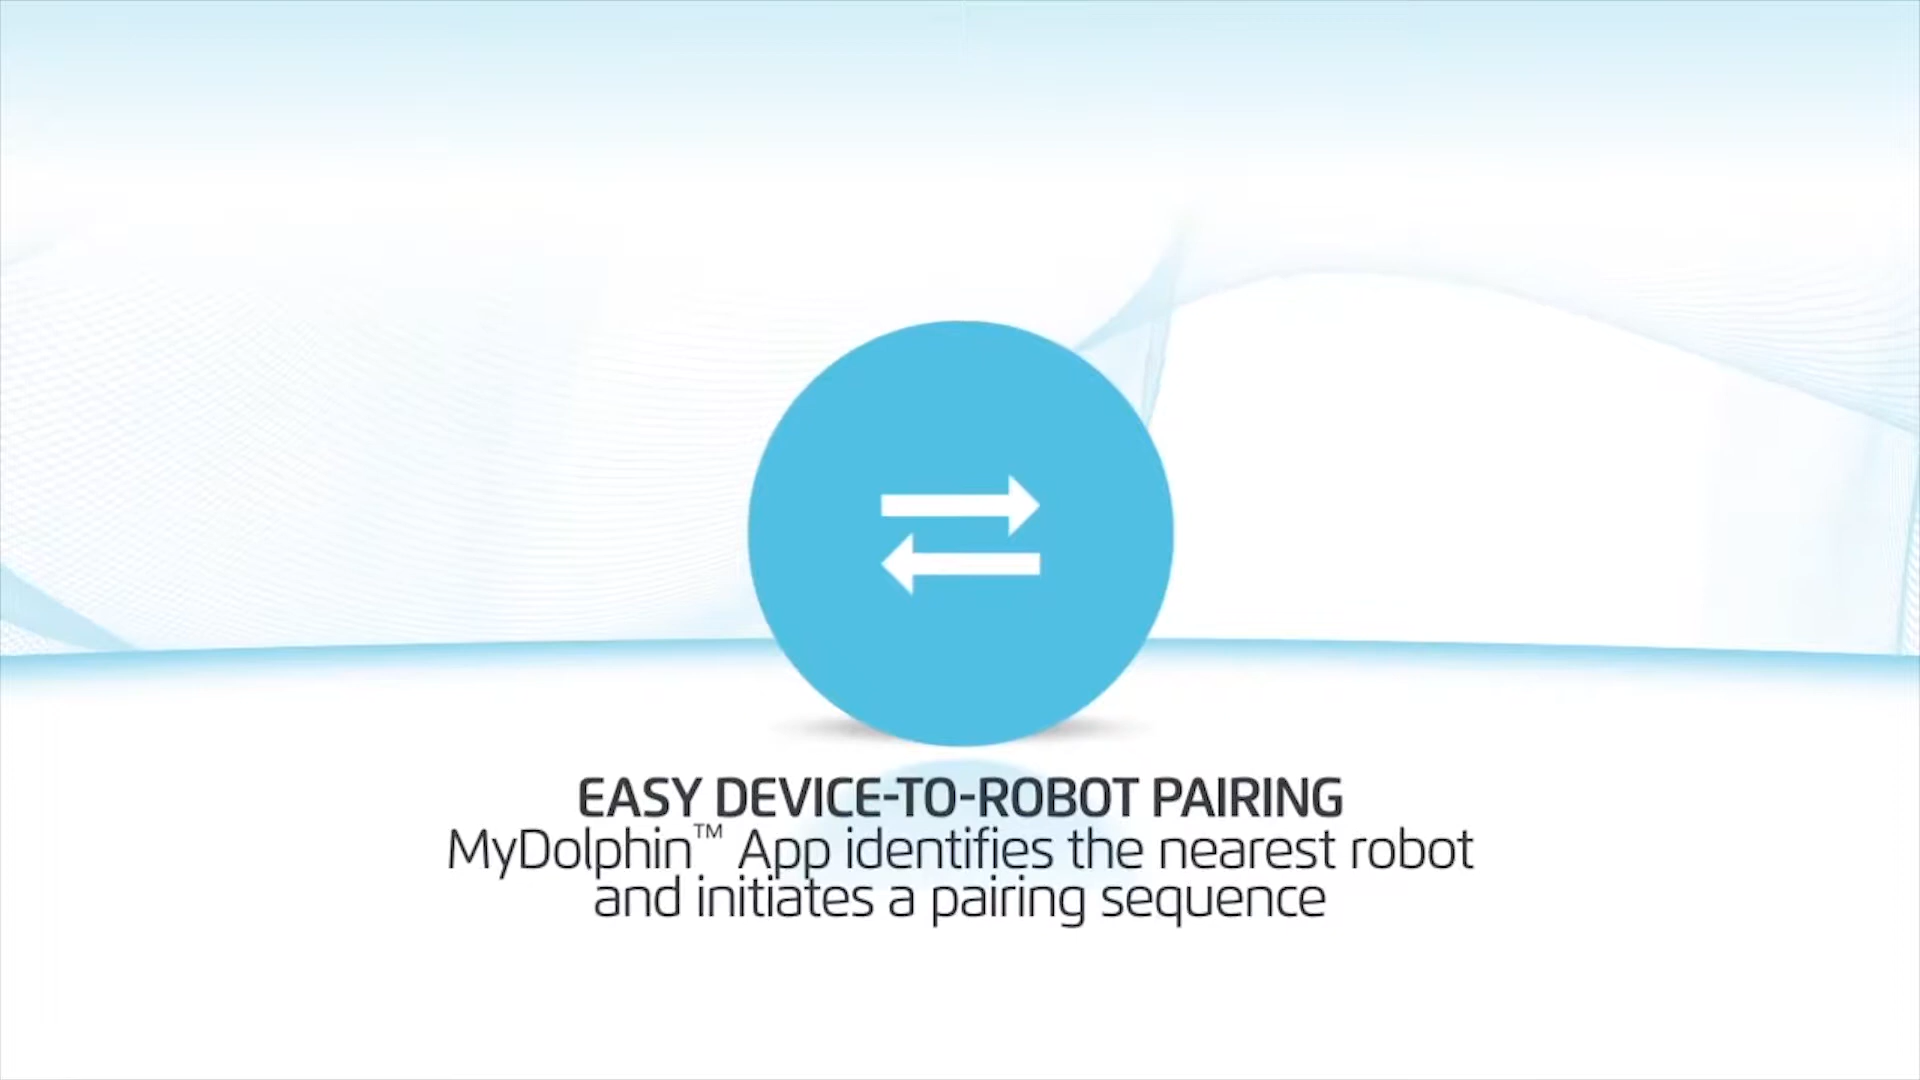 EASY DEVICE-TO-ROBOT PAIRING
MyDolphin™ App identifies the nearest robot
and initiates a pairing sequence